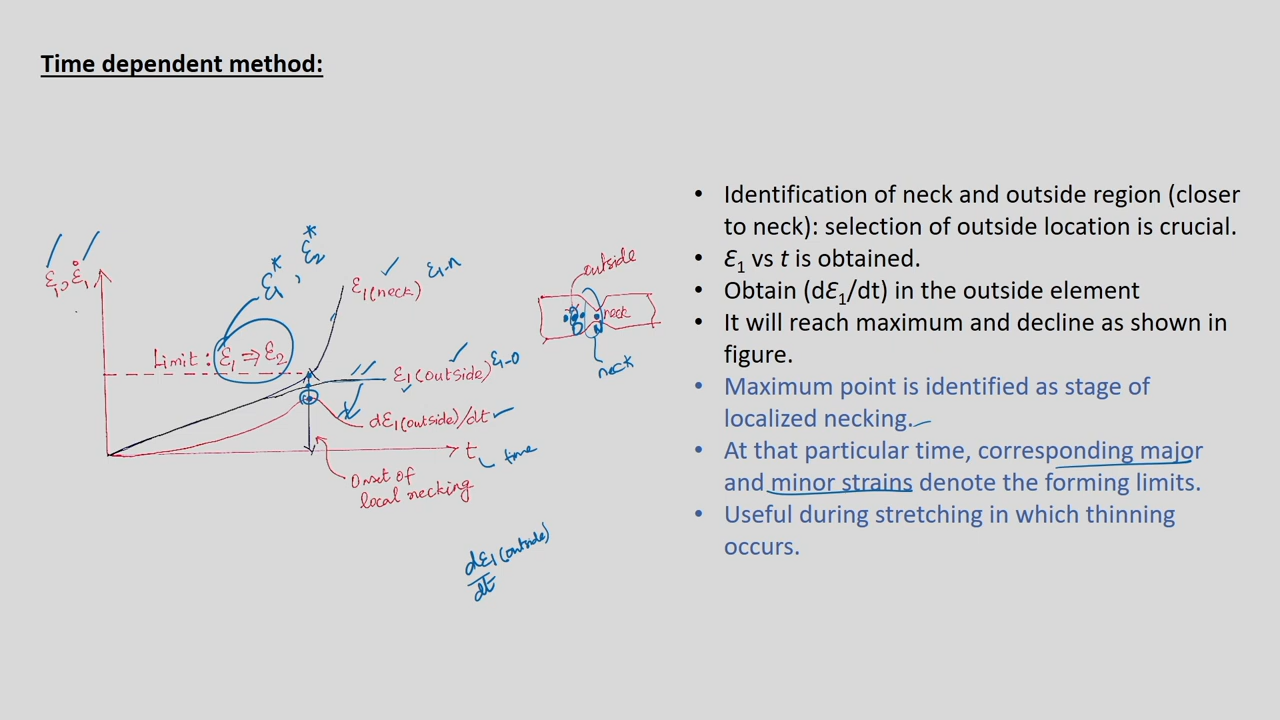 Time dependent method:
ε₁, ε̇₁
ε₁*, ε₂*
ε₁(neck) ε₁-n
Limit : ε₁ ⇒ ε₂
ε₁(outside) ε₁-o
dε₁(outside)/dt
t time
Onset of
local necking
dε₁(outside)
dt
outside
neck
N
neck
• Identification of neck and outside region (closer
to neck): selection of outside location is crucial.
• ε₁ vs t is obtained.
• Obtain (dε₁/dt) in the outside element
• It will reach maximum and decline as shown in
figure.
• Maximum point is identified as stage of
localized necking.
• At that particular time, corresponding major
and minor strains denote the forming limits.
• Useful during stretching in which thinning
occurs.